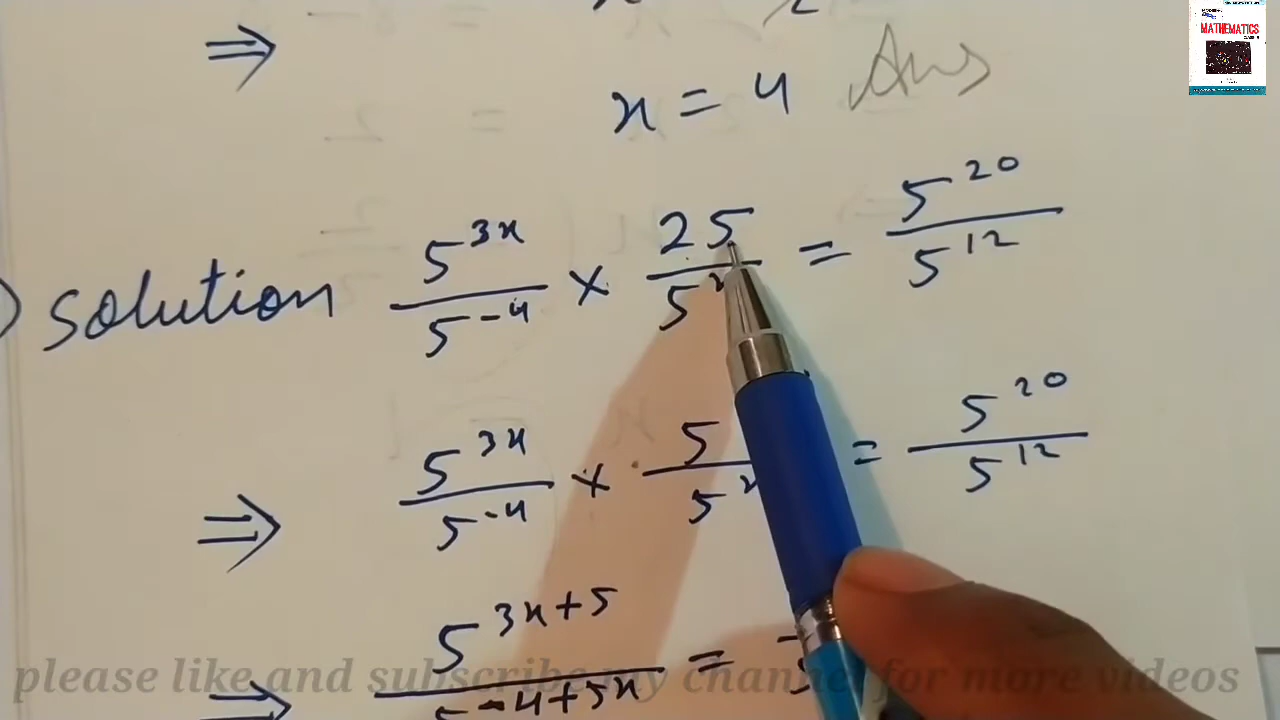 ⇒
x = 4 Ans
Solution 5^3x / 5^-4 × 25 / 5^x = 5^20 / 5^12
⇒ 5^3x / 5^-4 × 5 / 5^x = 5^20 / 5^12
⇒ 5^3x+5 / 5^-4+5x =
please like and subscribe my channel for more videos
MATHEMATICS